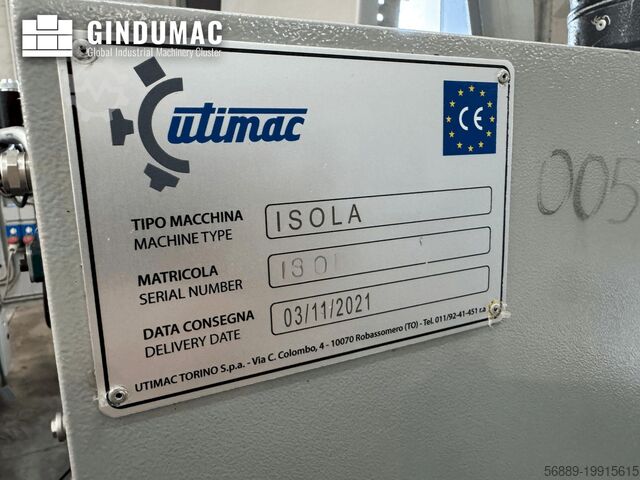 GINDUMAC
Global Industrial Machinery Cluster
utimac
CE
TIPO MACCHINA
MACHINE TYPE
ISOLA
MATRICOLA
SERIAL NUMBER
DATA CONSEGNA
DELIVERY DATE
03/11/2021
UTIMAC TORINO S.p.a. - Via C. Colombo, 4 - 10070 Robassomero (TO) - Tel. 011/92-41-451 r.a
005
56889-19915615